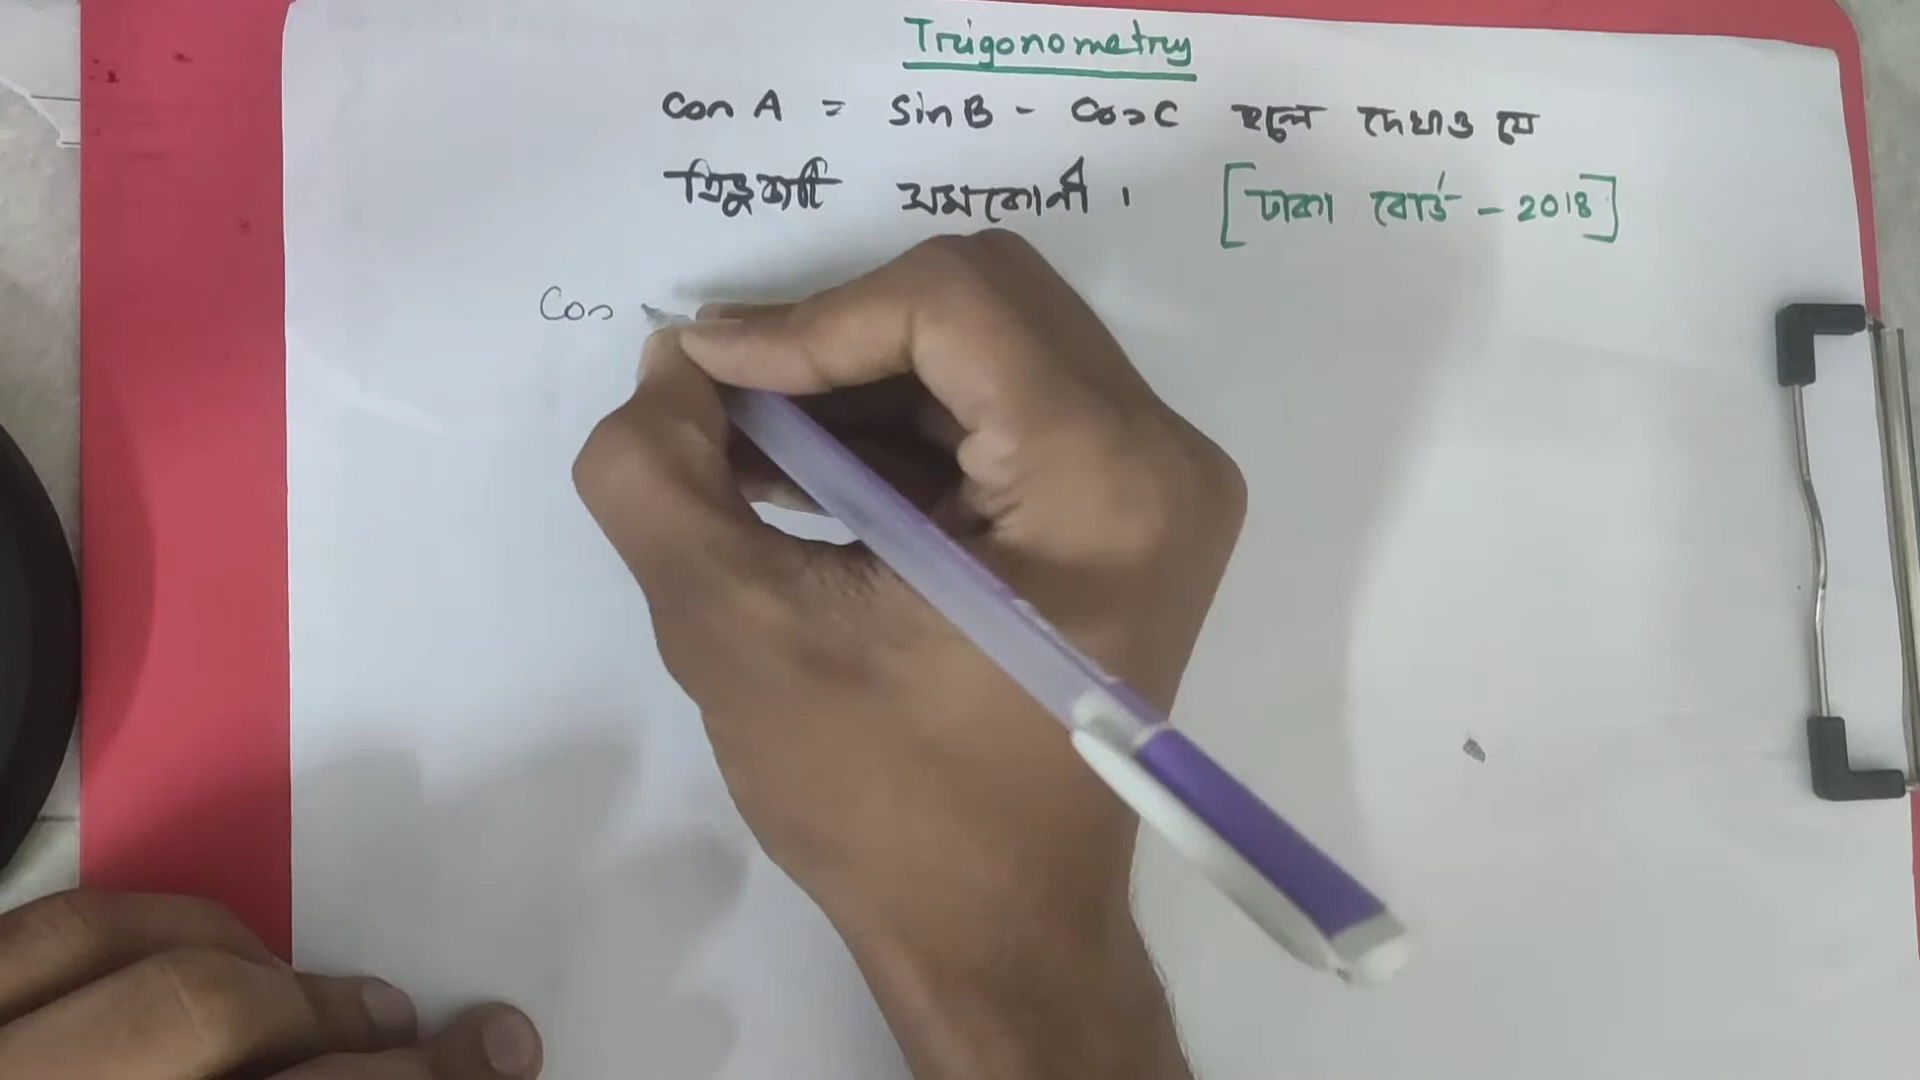 Trigonometry
cos A = sin B - cos C হলে দেখাও যে
ত্রিভুজটি সমকোণী । [ঢাকা বোর্ড - 2018]
Cos